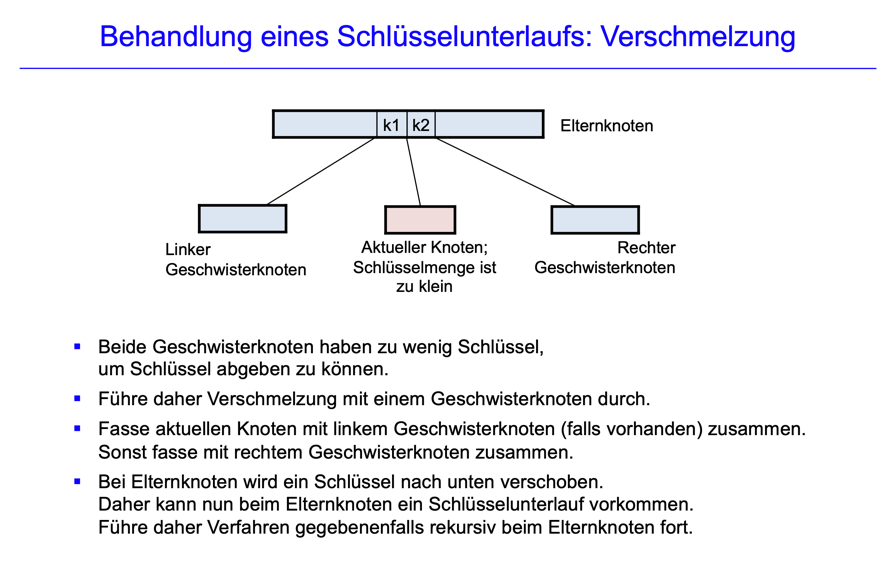 Behandlung eines Schlüsselunterlaufs: Verschmelzung
k1 k2
Elternknoten
Linker
Geschwisterknoten
Aktueller Knoten;
Schlüsselmenge ist
zu klein
Rechter
Geschwisterknoten
Beide Geschwisterknoten haben zu wenig Schlüssel,
um Schlüssel abgeben zu können.
Führe daher Verschmelzung mit einem Geschwisterknoten durch.
Fasse aktuellen Knoten mit linkem Geschwisterknoten (falls vorhanden) zusammen.
Sonst fasse mit rechtem Geschwisterknoten zusammen.
Bei Elternknoten wird ein Schlüssel nach unten verschoben.
Daher kann nun beim Elternknoten ein Schlüsselunterlauf vorkommen.
Führe daher Verfahren gegebenenfalls rekursiv beim Elternknoten fort.